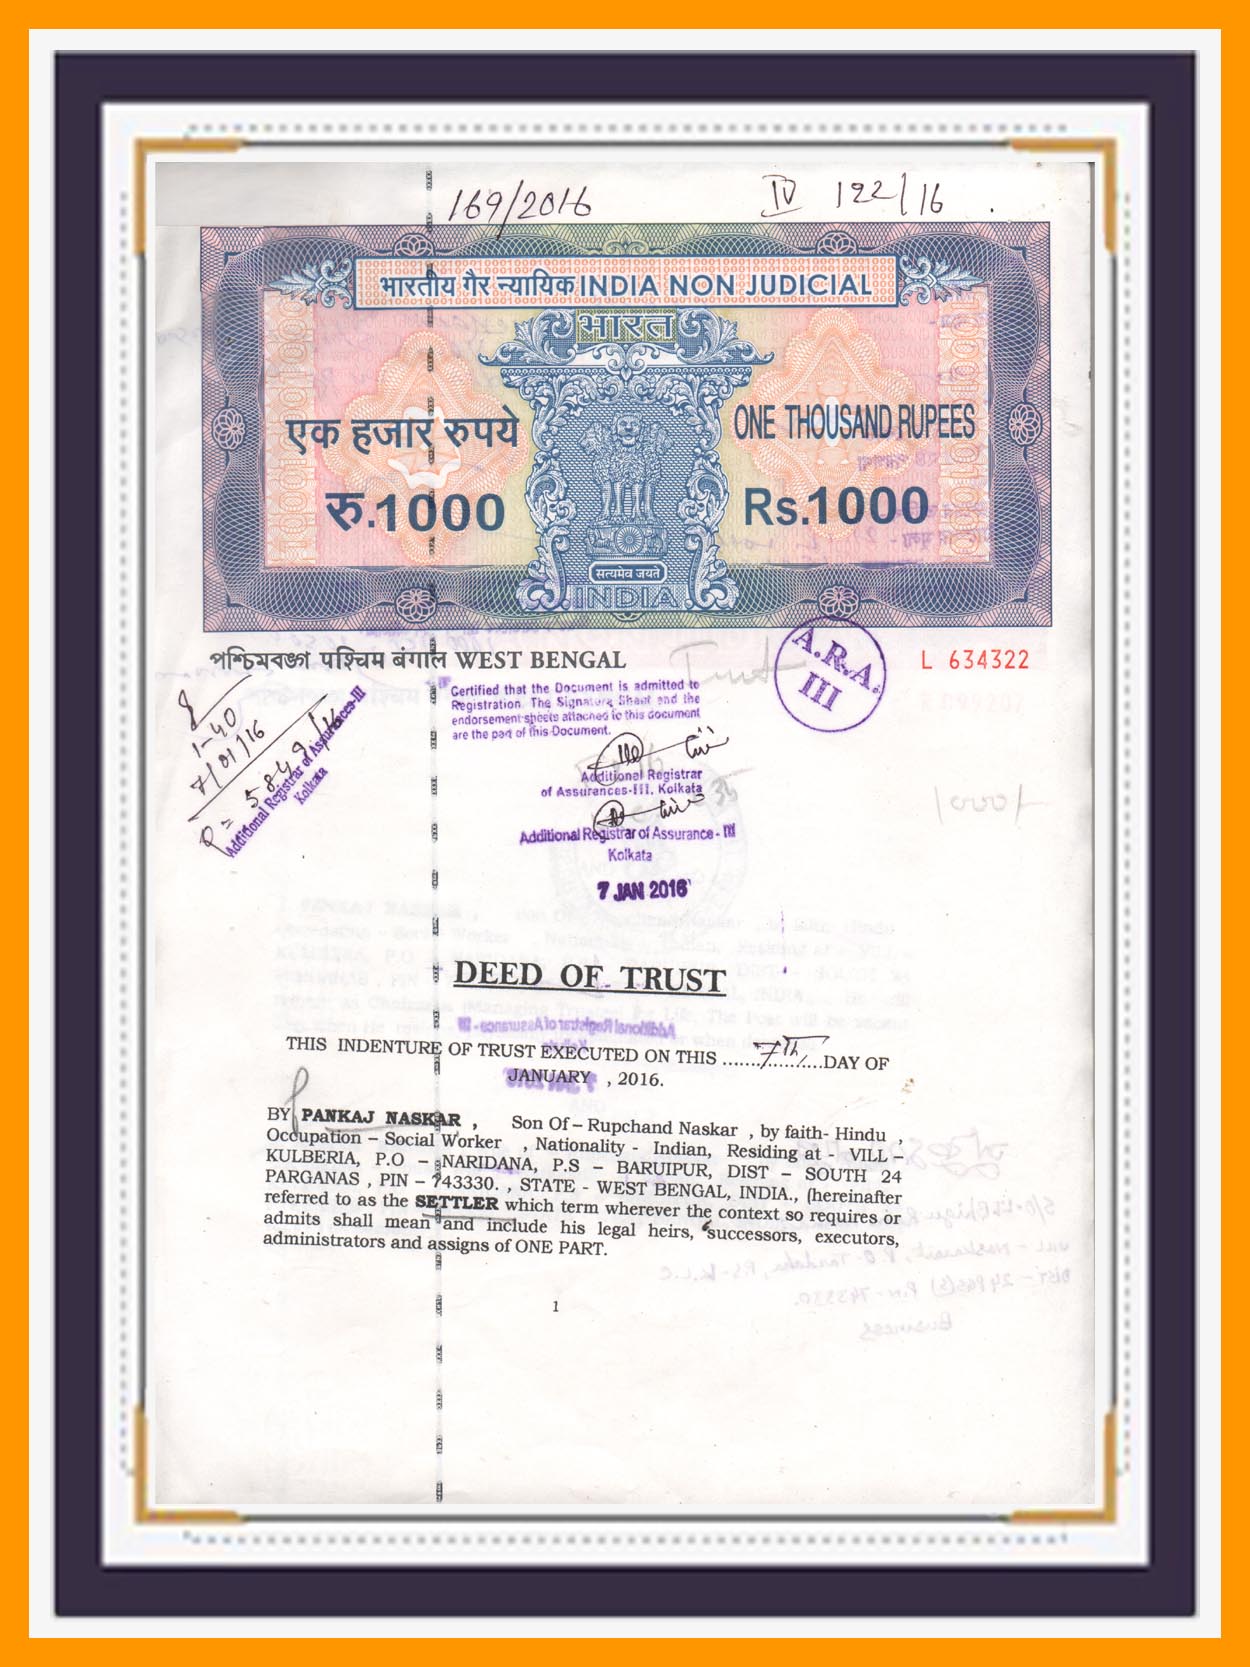 169/2016 IV 122/16
भारतीय गैर न्यायिक INDIA NON JUDICIAL
भारत
एक हजार रुपये ONE THOUSAND RUPEES
रु.1000 Rs.1000
सत्यमेव जयते
INDIA
পশ্চিমবঙ্গ पश्चिम बंगाल WEST BENGAL
L 634322
A.R.A.
III
Trust
Certified that the Document is admitted to
Registration. The Signature Sheet and the
endorsement sheets attached to this document
are the part of this Document.
Additional Registrar
of Assurances-III, Kolkata
Additional Registrar of Assurance - III
Kolkata
7 JAN 2016
1-40
7/01/16
Additional Registrar of Assurances-III
Kolkata
DEED OF TRUST
THIS INDENTURE OF TRUST EXECUTED ON THIS .......7th.........DAY OF
JANUARY , 2016.
BY PANKAJ NASKAR , Son Of – Rupchand Naskar , by faith- Hindu ,
Occupation – Social Worker , Nationality - Indian, Residing at - VILL –
KULBERIA, P.O – NARIDANA, P.S – BARUIPUR, DIST – SOUTH 24
PARGANAS , PIN – 743330. , STATE - WEST BENGAL, INDIA., (hereinafter
referred to as the SETTLER which term wherever the context so requires or
admits shall mean and include his legal heirs, successors, executors,
administrators and assigns of ONE PART.
1